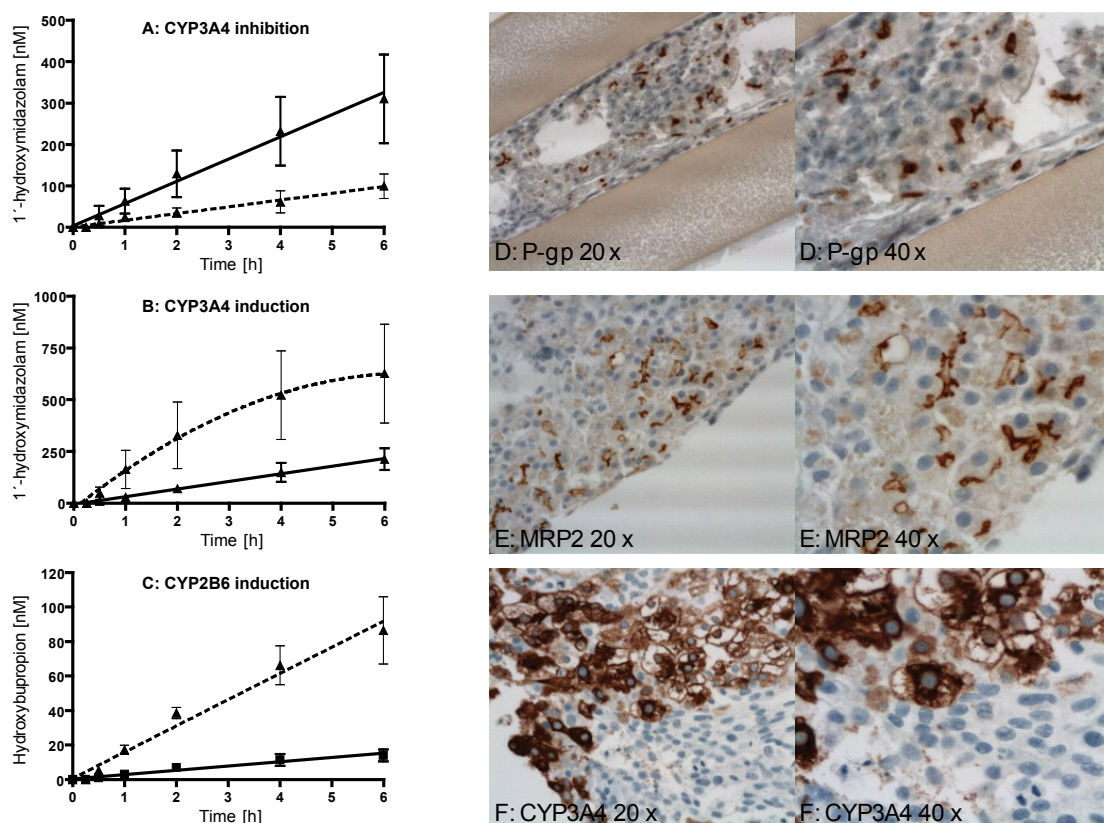 A: CYP3A4 inhibition
1´-hydroxymidazolam [nM]
500
400
300
200
100
0
0 1 2 3 4 5 6
Time [h]
B: CYP3A4 induction
1´-hydroxymidazolam [nM]
1000
750
500
250
0
0 1 2 3 4 5 6
Time [h]
C: CYP2B6 induction
Hydroxybupropion [nM]
120
100
80
60
40
20
0
0 1 2 3 4 5 6
Time [h]
D: P-gp 20 x
D: P-gp 40 x
E: MRP2 20 x
E: MRP2 40 x
F: CYP3A4 20 x
F: CYP3A4 40 x